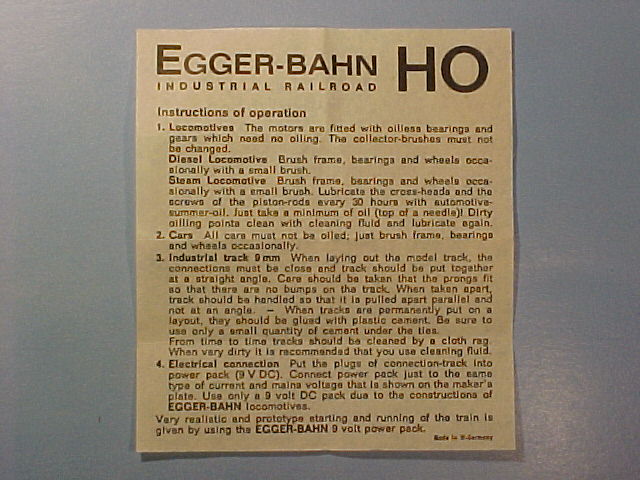 EGGER-BAHN HO
INDUSTRIAL RAILROAD
Instructions of operation
1. Locomotives The motors are fitted with oilless bearings and
gears which need no oiling. The collector-brushes must not
be changed.
Diesel Locomotive Brush frame, bearings and wheels occa-
sionally with a small brush.
Steam Locomotive Brush frame, bearings and wheels occa-
sionally with a small brush. Lubricate the cross-heads and the
screws of the piston-rods every 30 hours with automotive-
summer-oil. Just take a minimum of oil (top of a needle)! Dirty
oiling points clean with cleaning fluid and lubricate again.
2. Cars All cars must not be oiled; just brush frame, bearings
and wheels occasionally.
3. Industrial track 9 mm When laying out the model track, the
connections must be close and track should be put together
at a straight angle. Care should be taken that the prongs fit
so that there are no bumps on the track. When taken apart,
track should be handled so that it is pulled apart parallel and
not at an angle. — When tracks are permanently put on a
layout, they should be glued with plastic cement. Be sure to
use only a small quantity of cement under the ties.
From time to time tracks should be cleaned by a cloth rag.
When very dirty it is recommended that you use cleaning fluid.
4. Electrical connection Put the plugs of connection-track into
power pack (9 V DC). Connect power pack just to the same
type of current and mains voltage that is shown on the maker's
plate. Use only a 9 volt DC pack due to the constructions of
EGGER-BAHN locomotives.
Very realistic and prototype starting and running of the train is
given by using the EGGER-BAHN 9 volt power pack.
Made in W-Germany